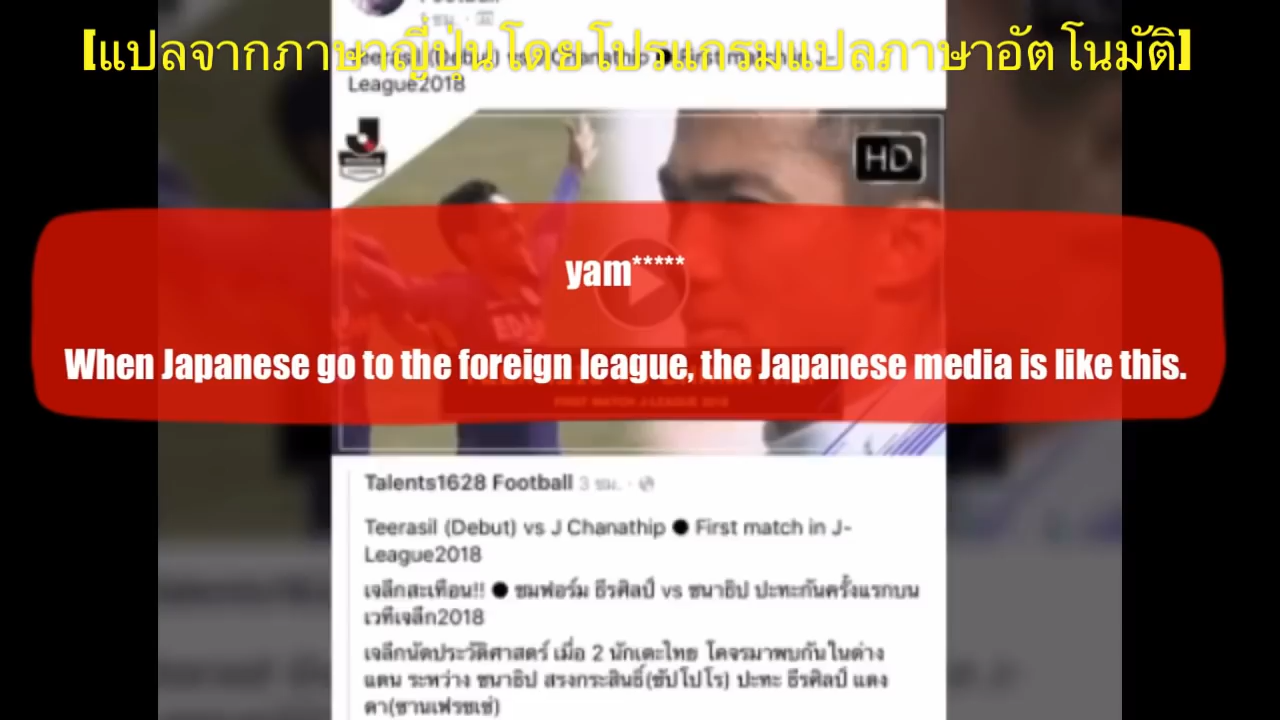 [แปลจากภาษาญี่ปุ่นโดยโปรแกรมแปลภาษาอัตโนมัติ]
League2018
HD
yam*****
When Japanese go to the foreign league, the Japanese media is like this.
FIRST MATCH J-LEAGUE 2018
Talents1628 Football 3 ชม.
Teerasil (Debut) vs J Chanathip ● First match in J-
League2018
เจลีกสะเทือน!! ● ชมฟอร์ม ธีรศิลป์ vs ชนาธิป ปะทะกันครั้งแรกบน
เวทีเจลีก2018
เจลีกนัดประวัติศาสตร์ เมื่อ 2 นักเตะไทย โคจรมาพบกันในต่าง
แดน ระหว่าง ชนาธิป สรงกระสินธิ์(ซัปโปโร) ปะทะ ธีรศิลป์ แดง
ดา(ซานเฟรซเซ่)